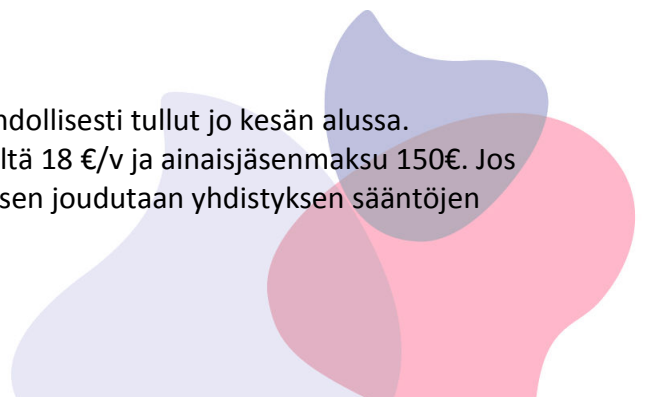 ndollisesti tullut jo kesän alussa.
ltä 18 €/v ja ainaisjäsenmaksu 150€. Jos
sen joudutaan yhdistyksen sääntöjen